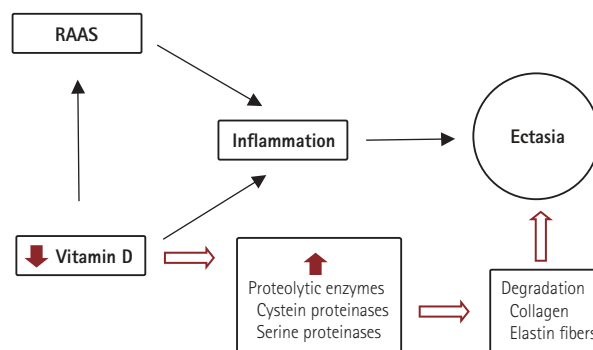 RAAS
Inflammation
Ectasia
Vitamin D
Proteolytic enzymes
Cystein proteinases
Serine proteinases
Degradation
Collagen
Elastin fibers